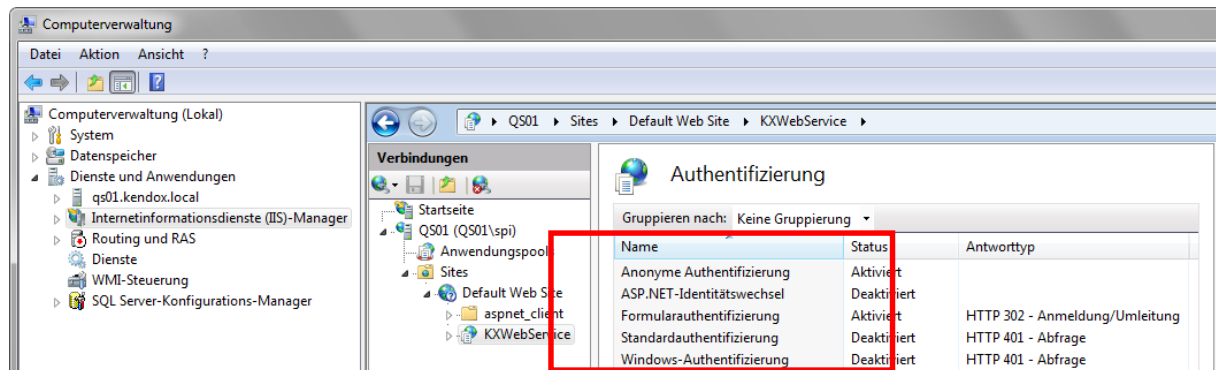 Computerverwaltung
Datei Aktion Ansicht ?
Computerverwaltung (Lokal)
System
Datenspeicher
Dienste und Anwendungen
qs01.kendox.local
Internetinformationsdienste (IIS)-Manager
Routing und RAS
Dienste
WMI-Steuerung
SQL Server-Konfigurations-Manager
QS01 Sites Default Web Site KXWebService
Verbindungen
Startseite
QS01 (QS01\spi)
Anwendungspools
Sites
Default Web Site
aspnet_client
KXWebService
Authentifizierung
Gruppieren nach: Keine Gruppierung
Name Status Antworttyp
Anonyme Authentifizierung Aktiviert
ASP.NET-Identitätswechsel Deaktiviert
Formularauthentifizierung Aktiviert HTTP 302 - Anmeldung/Umleitung
Standardauthentifizierung Deaktiviert HTTP 401 - Abfrage
Windows-Authentifizierung Deaktiviert HTTP 401 - Abfrage